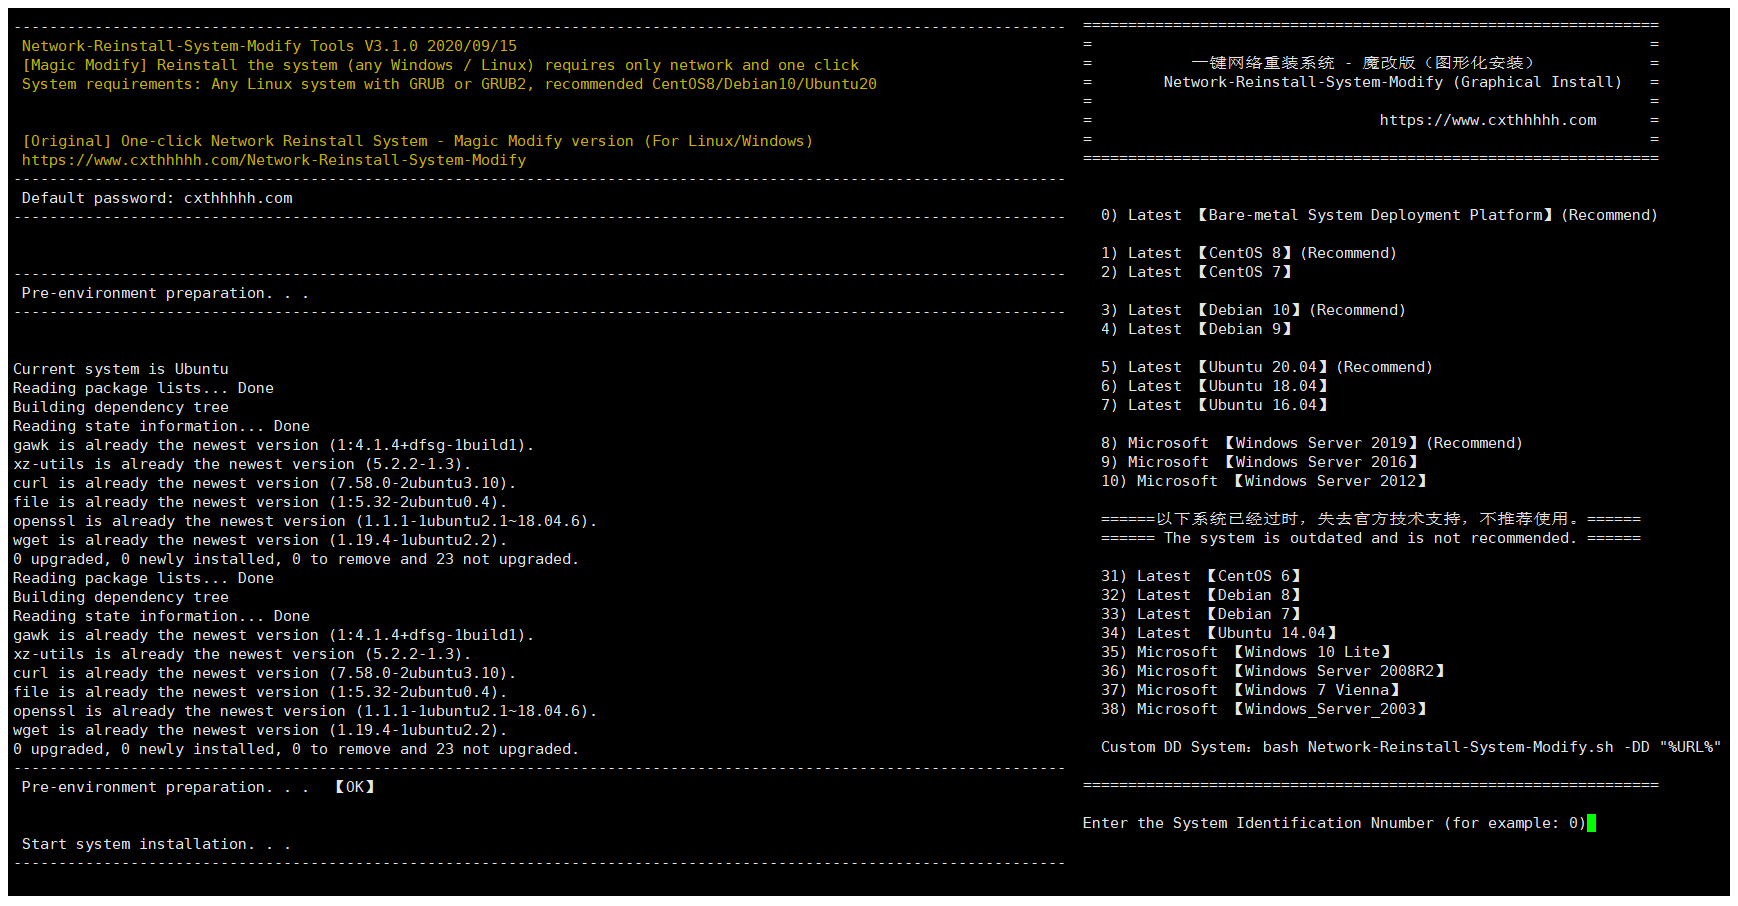 --------------------------------------------------------------------------------------------------------------------- 
Network-Reinstall-System-Modify Tools V3.1.0 2020/09/15
[Magic Modify] Reinstall the system (any Windows / Linux) requires only network and one click
System requirements: Any Linux system with GRUB or GRUB2, recommended CentOS8/Debian10/Ubuntu20
[Original] One-click Network Reinstall System - Magic Modify version (For Linux/Windows)
https://www.cxthhhhh.com/Network-Reinstall-System-Modify
---------------------------------------------------------------------------------------------------------------------
Default password: cxthhhhh.com
---------------------------------------------------------------------------------------------------------------------
---------------------------------------------------------------------------------------------------------------------
Pre-environment preparation. . .
---------------------------------------------------------------------------------------------------------------------
Current system is Ubuntu
Reading package lists... Done
Building dependency tree
Reading state information... Done
gawk is already the newest version (1:4.1.4+dfsg-1build1).
xz-utils is already the newest version (5.2.2-1.3).
curl is already the newest version (7.58.0-2ubuntu3.10).
file is already the newest version (1:5.32-2ubuntu0.4).
openssl is already the newest version (1.1.1-1ubuntu2.1~18.04.6).
wget is already the newest version (1.19.4-1ubuntu2.2).
0 upgraded, 0 newly installed, 0 to remove and 23 not upgraded.
Reading package lists... Done
Building dependency tree
Reading state information... Done
gawk is already the newest version (1:4.1.4+dfsg-1build1).
xz-utils is already the newest version (5.2.2-1.3).
curl is already the newest version (7.58.0-2ubuntu3.10).
file is already the newest version (1:5.32-2ubuntu0.4).
openssl is already the newest version (1.1.1-1ubuntu2.1~18.04.6).
wget is already the newest version (1.19.4-1ubuntu2.2).
0 upgraded, 0 newly installed, 0 to remove and 23 not upgraded.
---------------------------------------------------------------------------------------------------------------------
Pre-environment preparation. . .  【OK】
Start system installation. . .
---------------------------------------------------------------------------------------------------------------------
================================================================
= =
= 一键网络重装系统 - 魔改版（图形化安装） =
= Network-Reinstall-System-Modify (Graphical Install) =
= =
= https://www.cxthhhhh.com =
= =
================================================================
0) Latest 【Bare-metal System Deployment Platform】(Recommend)
1) Latest 【CentOS 8】(Recommend)
2) Latest 【CentOS 7】
3) Latest 【Debian 10】(Recommend)
4) Latest 【Debian 9】
5) Latest 【Ubuntu 20.04】(Recommend)
6) Latest 【Ubuntu 18.04】
7) Latest 【Ubuntu 16.04】
8) Microsoft 【Windows Server 2019】(Recommend)
9) Microsoft 【Windows Server 2016】
10) Microsoft 【Windows Server 2012】
======以下系统已经过时，失去官方技术支持，不推荐使用。======
====== The system is outdated and is not recommended. ======
31) Latest 【CentOS 6】
32) Latest 【Debian 8】
33) Latest 【Debian 7】
34) Latest 【Ubuntu 14.04】
35) Microsoft 【Windows 10 Lite】
36) Microsoft 【Windows Server 2008R2】
37) Microsoft 【Windows 7 Vienna】
38) Microsoft 【Windows_Server_2003】
Custom DD System：bash Network-Reinstall-System-Modify.sh -DD "%URL%"
================================================================
Enter the System Identification Nnumber (for example: 0)